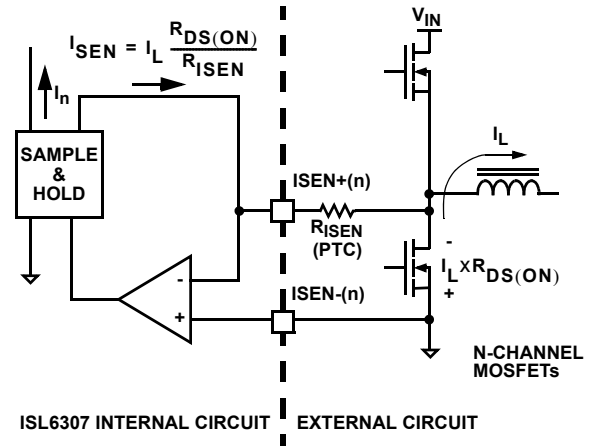 I_SEN = I_L R_DS(ON) / R_ISEN
V_IN
I_n
I_L
SAMPLE
&
HOLD
ISEN+(n)
R_ISEN
(PTC)
-
I_L X R_DS(ON)
+
-
+
ISEN-(n)
N-CHANNEL
MOSFETs
ISL6307 INTERNAL CIRCUIT
EXTERNAL CIRCUIT